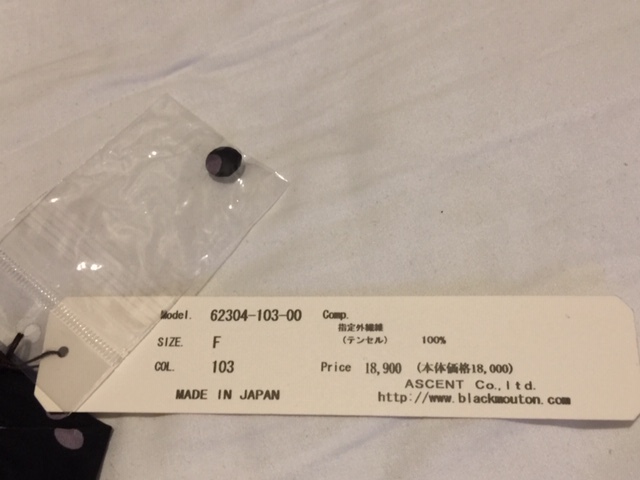 Model. 62304-103-00 Comp.
指定外繊維
SIZE. F (テンセル) 100%
COL. 103 Price 18,900 (本体価格18,000)
ASCENT Co.,ltd.
MADE IN JAPAN http://www.blackmouton.com